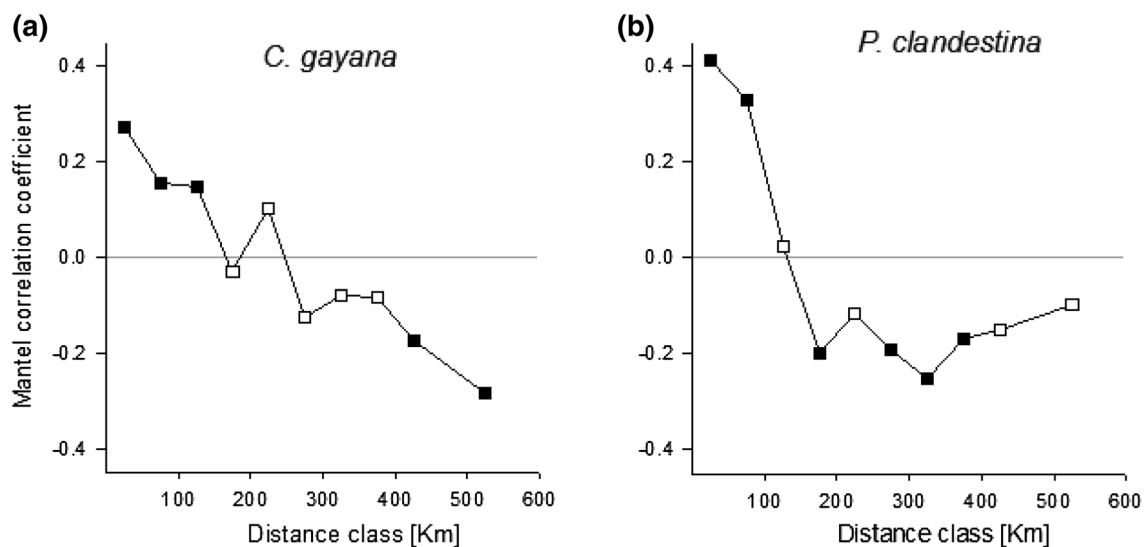 (a)
C. gayana
Mantel correlation coefficient
0.4
0.2
0.0
-0.2
-0.4
100 200 300 400 500 600
Distance class [Km]
(b)
P. clandestina
0.4
0.2
0.0
-0.2
-0.4
100 200 300 400 500 600
Distance class [Km]